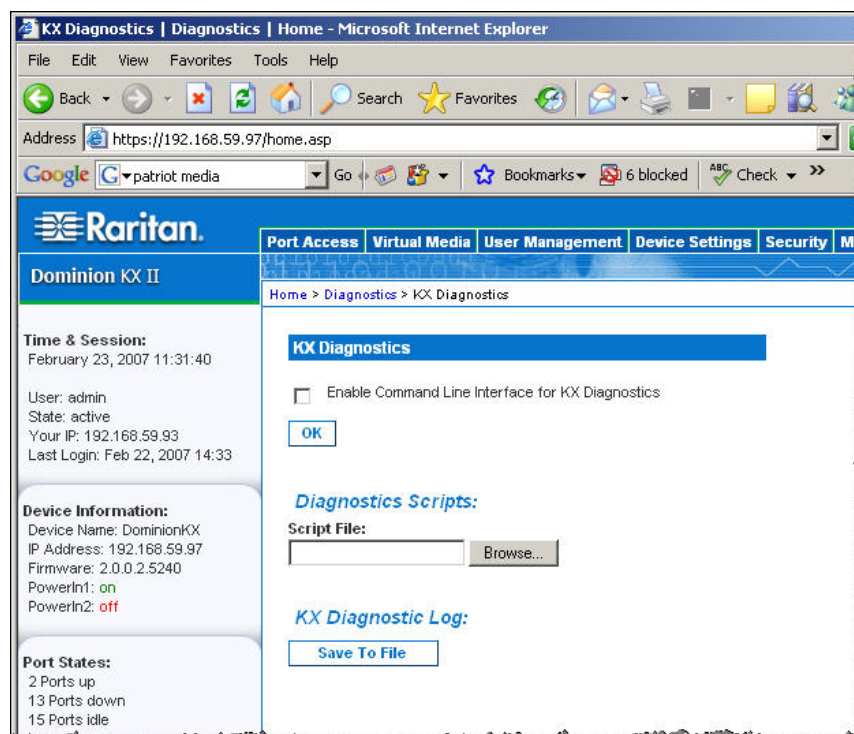 KX Diagnostics | Diagnostics | Home - Microsoft Internet Explorer
File Edit View Favorites Tools Help
Back Search Favorites
Address https://192.168.59.97/home.asp
Google G patriot media Go Bookmarks 6 blocked ABC Check »
Raritan.
Port Access Virtual Media User Management Device Settings Security M
Dominion KX II
Home > Diagnostics > KX Diagnostics
Time & Session:
February 23, 2007 11:31:40
User: admin
State: active
Your IP: 192.168.59.93
Last Login: Feb 22, 2007 14:33
Device Information:
Device Name: DominionKX
IP Address: 192.168.59.97
Firmware: 2.0.0.2.5240
PowerIn1: on
PowerIn2: off
Port States:
2 Ports up
13 Ports down
15 Ports idle
KX Diagnostics
Enable Command Line Interface for KX Diagnostics
OK
Diagnostics Scripts:
Script File:
Browse...
KX Diagnostic Log:
Save To File